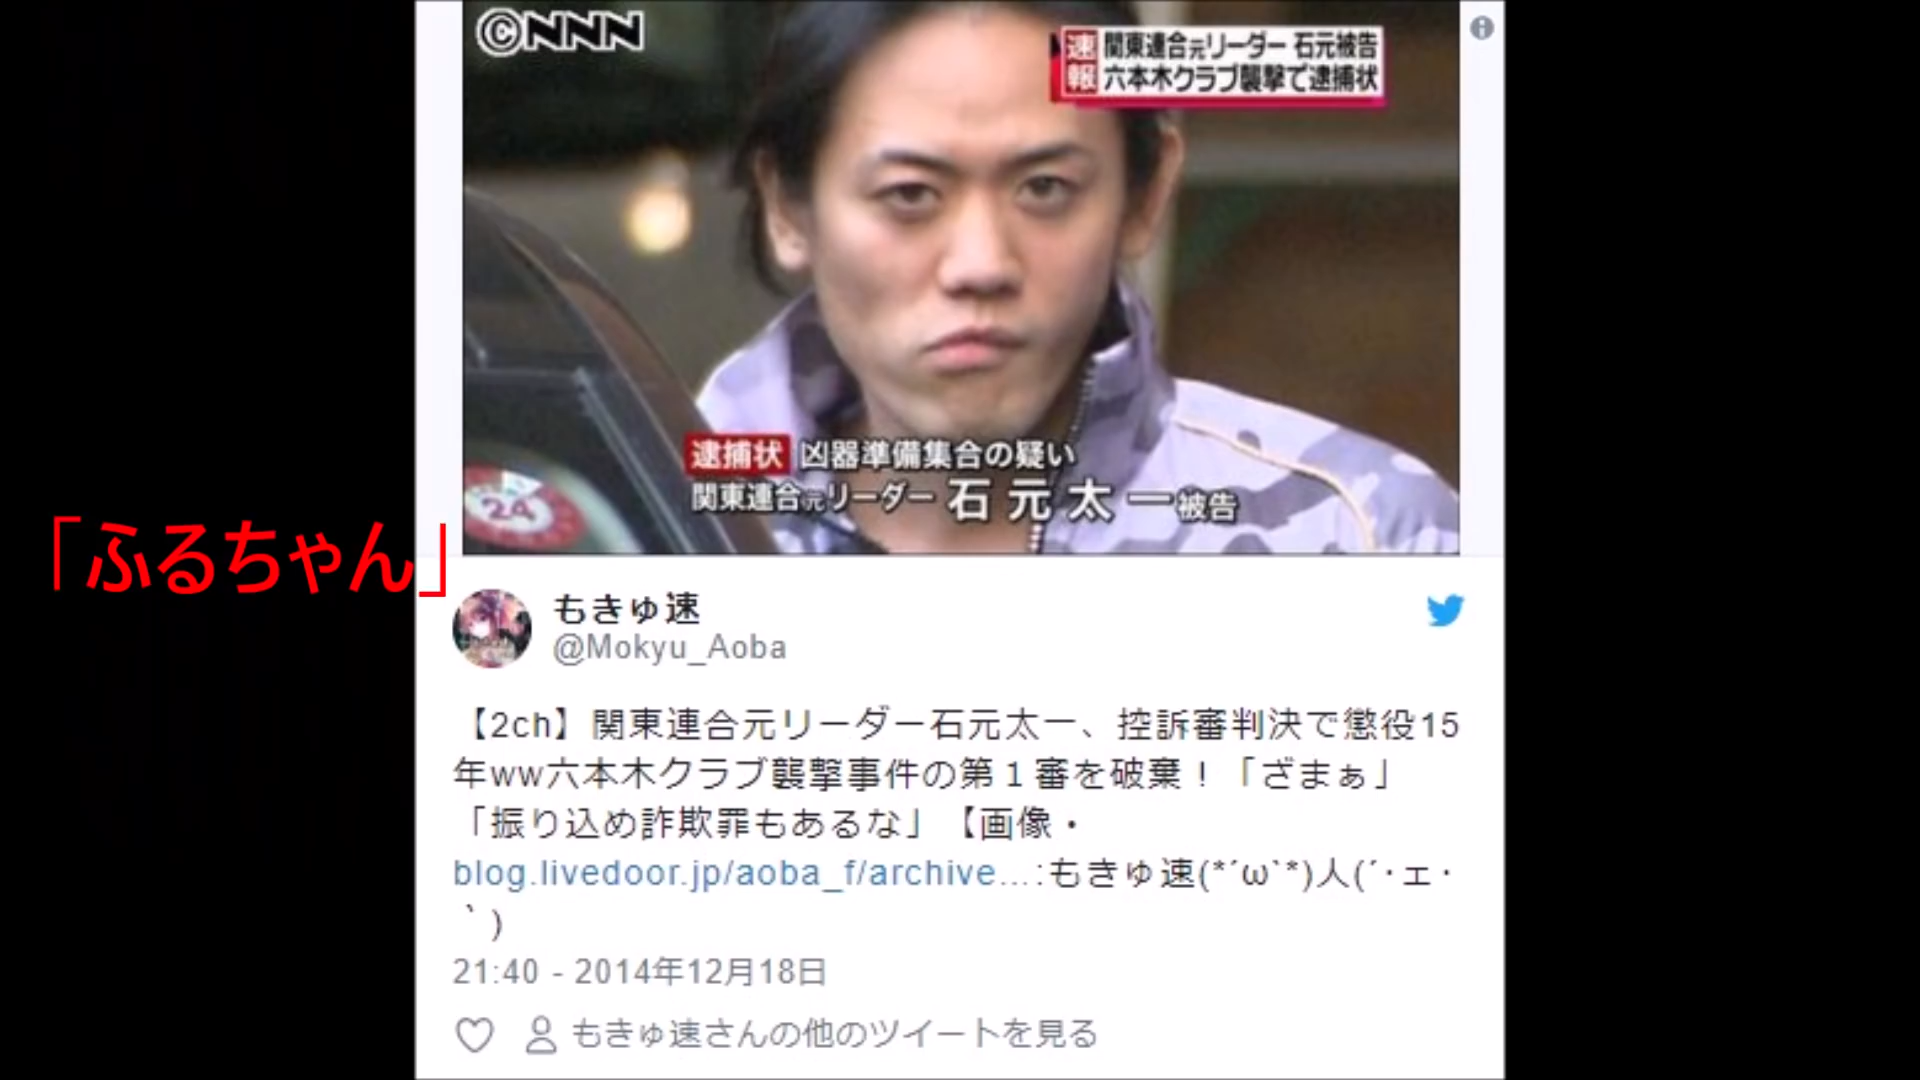 ©NNN
速報 関東連合元リーダー 石元被告
六本木クラブ襲撃で逮捕状
逮捕状 凶器準備集合の疑い
関東連合元リーダー 石元太一被告
24
「ふるちゃん」
もきゅ速
@Mokyu_Aoba
【2ch】関東連合元リーダー石元太一、控訴審判決で懲役15
年ww六本木クラブ襲撃事件の第１審を破棄！「ざまぁ」
「振り込め詐欺罪もあるな」【画像・
blog.livedoor.jp/aoba_f/archive…:もきゅ速(*´ω`*)人(´･ェ･
｀)
21:40 - 2014年12月18日
もきゅ速さんの他のツイートを見る